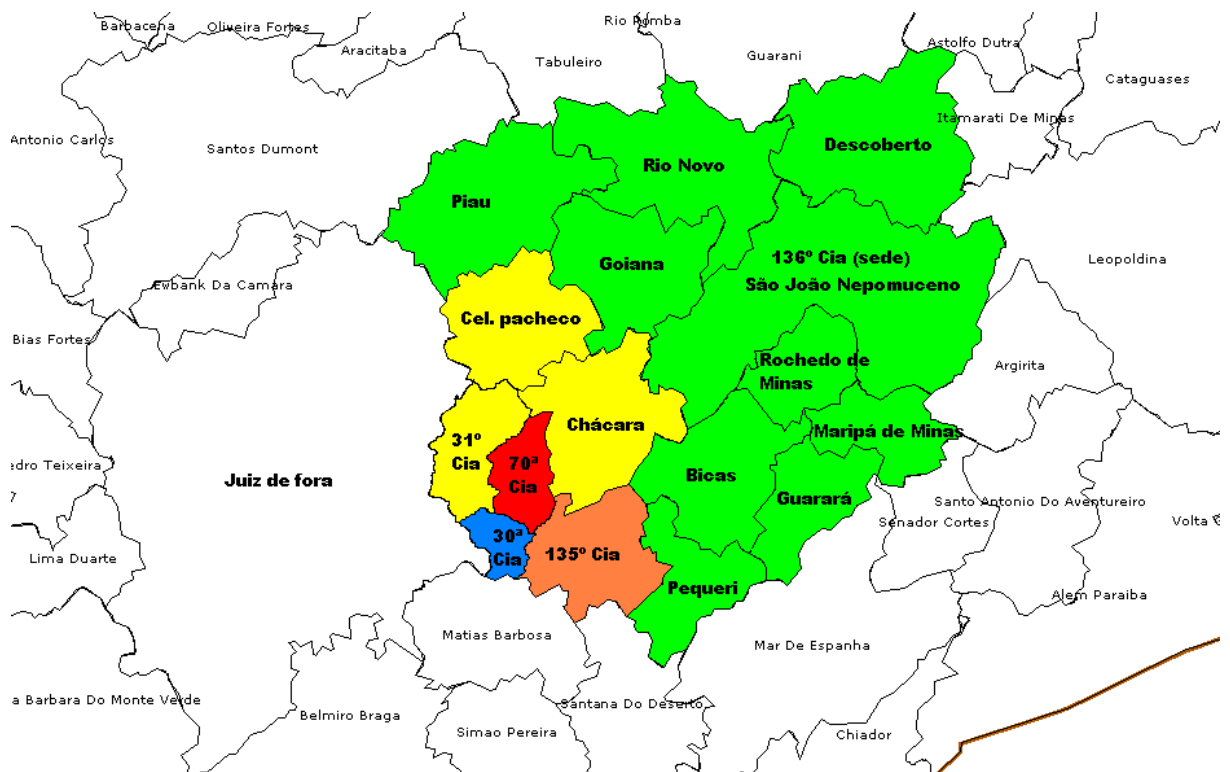 Barbacena
Oliveira Fortes
Rio Pomba
Aracitaba
Tabuleiro
Guarani
Astolfo Dutra
Cataguases
Itamarati De Minas
Antonio Carlos
Santos Dumont
Descoberto
Rio Novo
Piau
Goiana
136º Cia (sede)
São João Nepomuceno
Leopoldina
Ewbank Da Camara
Cel. pacheco
Bias Fortes
Rochedo de
Minas
Argirita
Chácara
Maripá de Minas
31º
Cia
70ª
Cia
edro Teixeira
Juiz de fora
Bicas
Guarará
Santo Antonio Do Aventureiro
Senador Cortes
Volta
30ª
Cia
135º Cia
Lima Duarte
Pequeri
Alem Paraiba
Matias Barbosa
Mar De Espanha
a Barbara Do Monte Verde
Belmiro Braga
Santana Do Deserto
Simao Pereira
Chiador